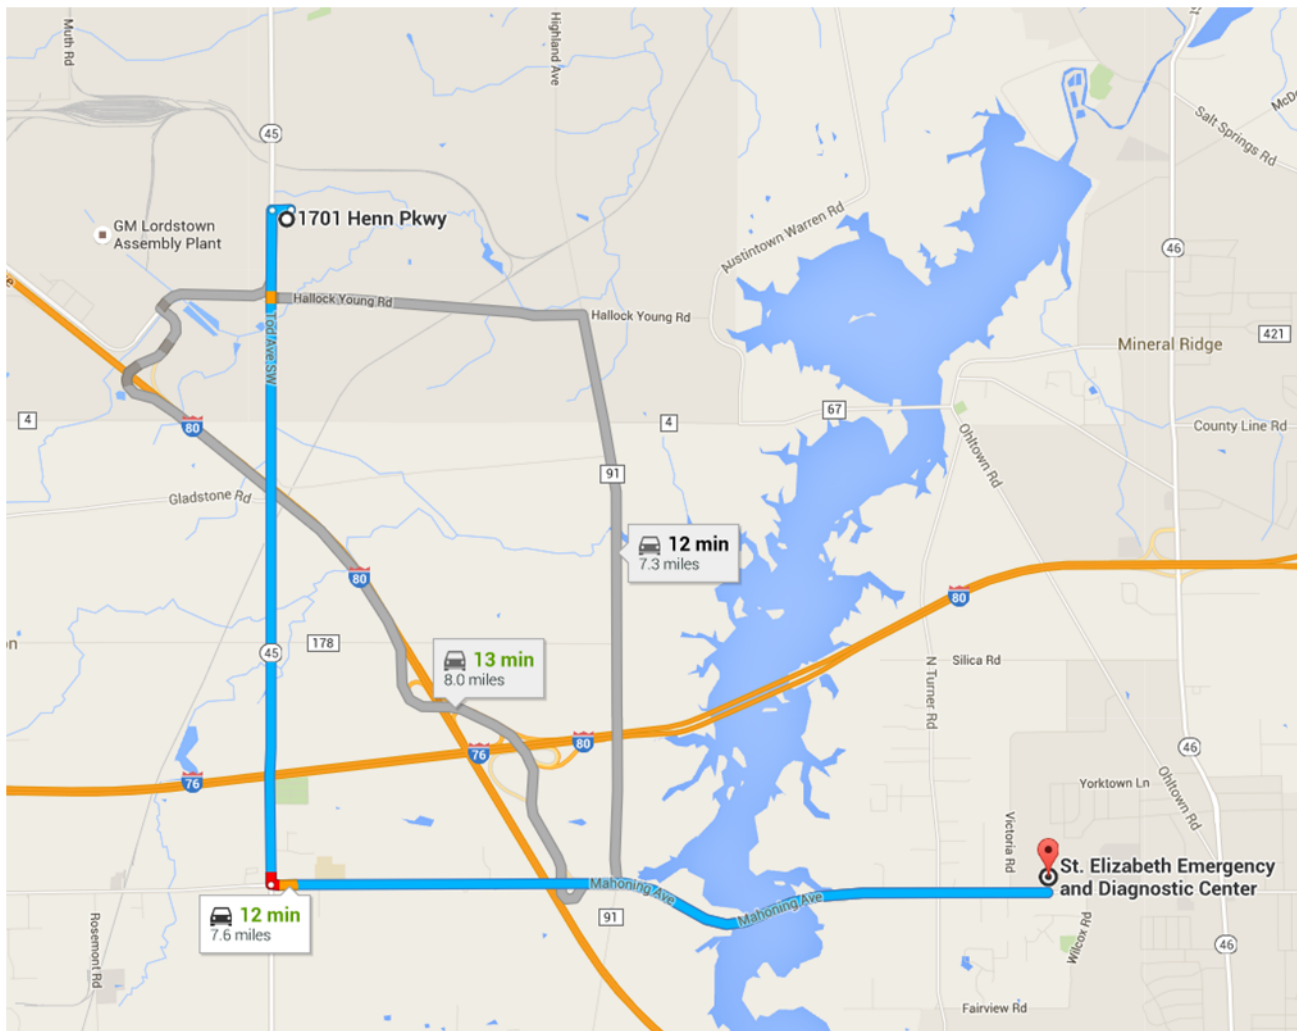 Muth Rd
Highland Ave
45
Salt Springs Rd
1701 Henn Pkwy
GM Lordstown
Assembly Plant
Austintown Warren Rd
46
Hallock Young Rd
Hallock Young Rd
Tod Ave SW
421
Mineral Ridge
4
80
4
67
County Line Rd
Ohltown Rd
91
Gladstone Rd
12 min
7.3 miles
80
80
178
45
13 min
8.0 miles
N Turner Rd
Silica Rd
76
80
76
46
Yorktown Ln
Ohltown Rd
Victoria Rd
St. Elizabeth Emergency
and Diagnostic Center
Mahoning Ave
Mahoning Ave
12 min
7.6 miles
91
Rosemont Rd
Wilcox Rd
46
Fairview Rd